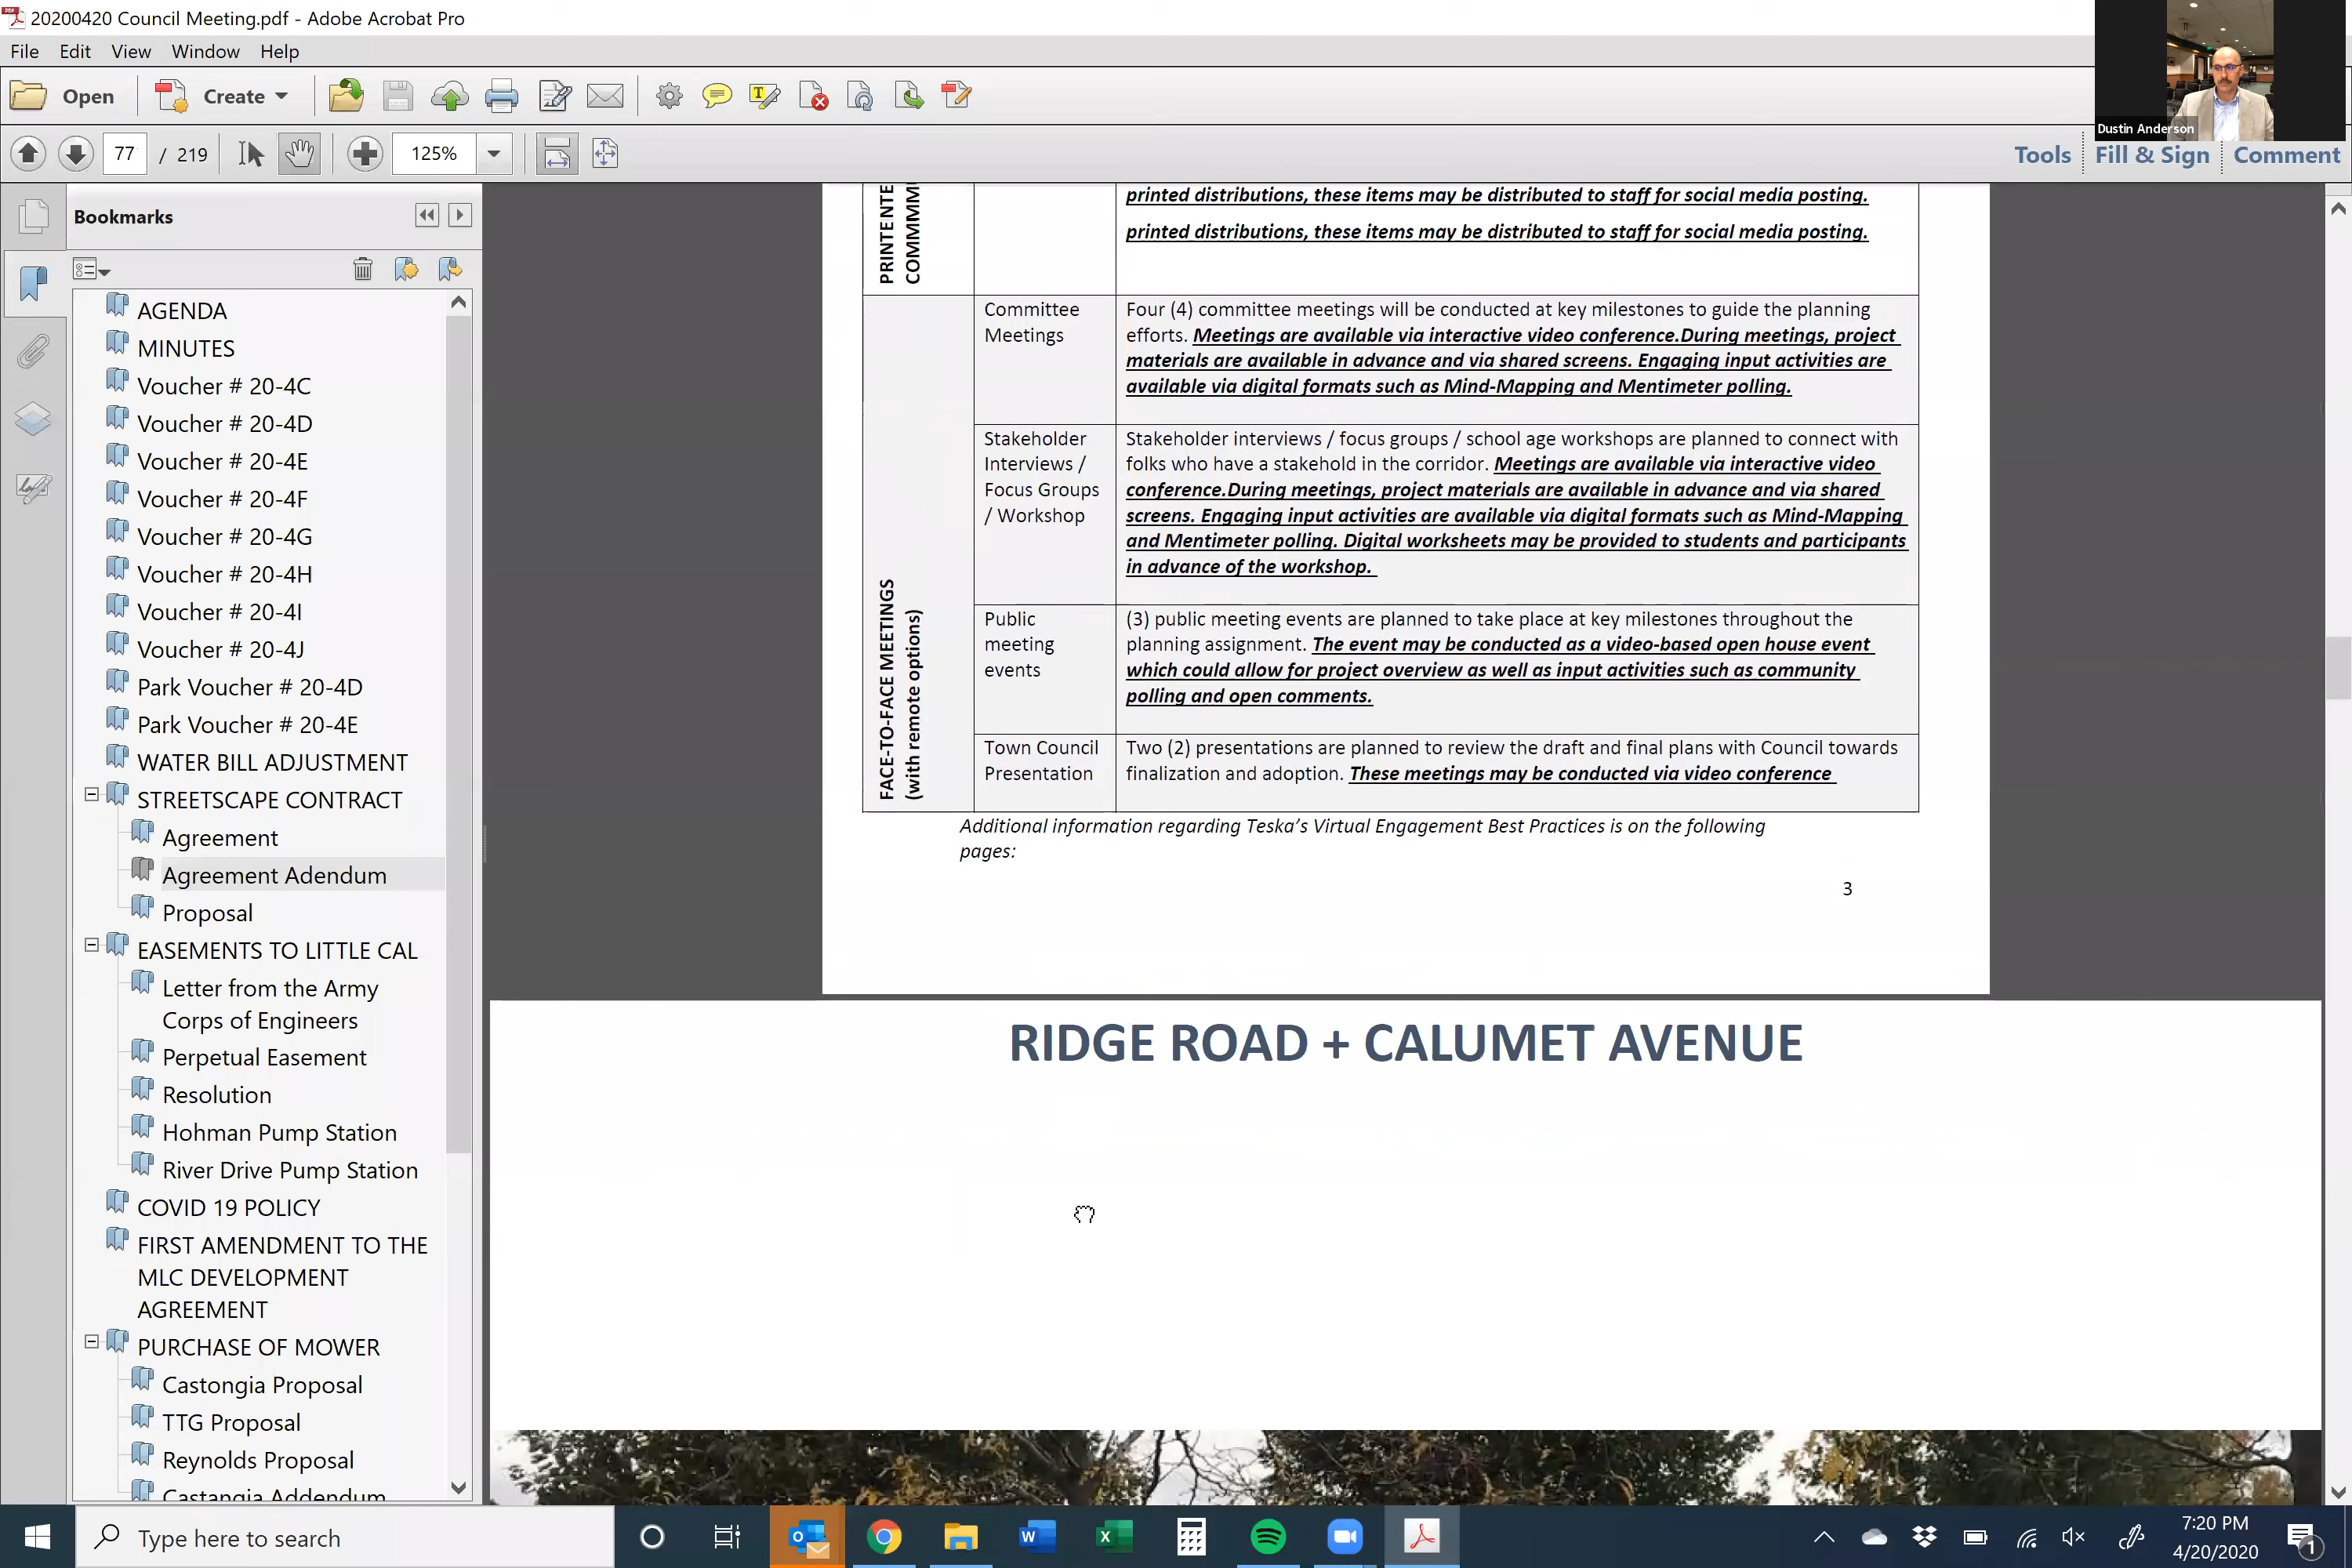 20200420 Council Meeting.pdf - Adobe Acrobat Pro
File Edit View Window Help
Open Create
77 / 219 125%
Dustin Anderson
Tools Fill & Sign Comment
Bookmarks
AGENDA
MINUTES
Voucher # 20-4C
Voucher # 20-4D
Voucher # 20-4E
Voucher # 20-4F
Voucher # 20-4G
Voucher # 20-4H
Voucher # 20-4I
Voucher # 20-4J
Park Voucher # 20-4D
Park Voucher # 20-4E
WATER BILL ADJUSTMENT
STREETSCAPE CONTRACT
Agreement
Agreement Adendum
Proposal
EASEMENTS TO LITTLE CAL
Letter from the Army
Corps of Engineers
Perpetual Easement
Resolution
Hohman Pump Station
River Drive Pump Station
COVID 19 POLICY
FIRST AMENDMENT TO THE
MLC DEVELOPMENT
AGREEMENT
PURCHASE OF MOWER
Castongia Proposal
TTG Proposal
Reynolds Proposal
Castangia Addendum
printed distributions, these items may be distributed to staff for social media posting.
printed distributions, these items may be distributed to staff for social media posting.
FACE-TO-FACE MEETINGS
(with remote options)
Committee
Meetings
Four (4) committee meetings will be conducted at key milestones to guide the planning
efforts. Meetings are available via interactive video conference.During meetings, project
materials are available in advance and via shared screens. Engaging input activities are
available via digital formats such as Mind-Mapping and Mentimeter polling.
Stakeholder
Interviews /
Focus Groups
/ Workshop
Stakeholder interviews / focus groups / school age workshops are planned to connect with
folks who have a stakehold in the corridor. Meetings are available via interactive video
conference.During meetings, project materials are available in advance and via shared
screens. Engaging input activities are available via digital formats such as Mind-Mapping
and Mentimeter polling. Digital worksheets may be provided to students and participants
in advance of the workshop.
Public
meeting
events
(3) public meeting events are planned to take place at key milestones throughout the
planning assignment. The event may be conducted as a video-based open house event
which could allow for project overview as well as input activities such as community
polling and open comments.
Town Council
Presentation
Two (2) presentations are planned to review the draft and final plans with Council towards
finalization and adoption. These meetings may be conducted via video conference
Additional information regarding Teska's Virtual Engagement Best Practices is on the following
pages:
3
RIDGE ROAD + CALUMET AVENUE
Type here to search
7:20 PM
4/20/2020
1